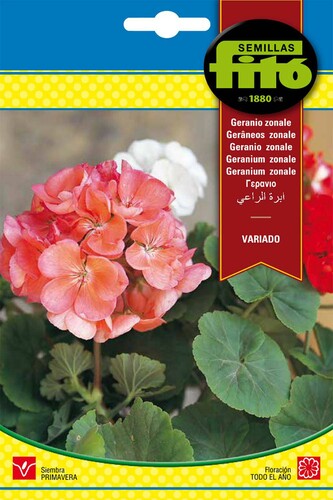 SEMILLAS
fitó
1880
Geranio zonale
Gerâneos zonale
Geranio zonale
Geranium zonale
Geranium zonale
Γεράνιο
ابرة الراعي
VARIADO
Siembra
PRIMAVERA
Floración
TODO EL AÑO